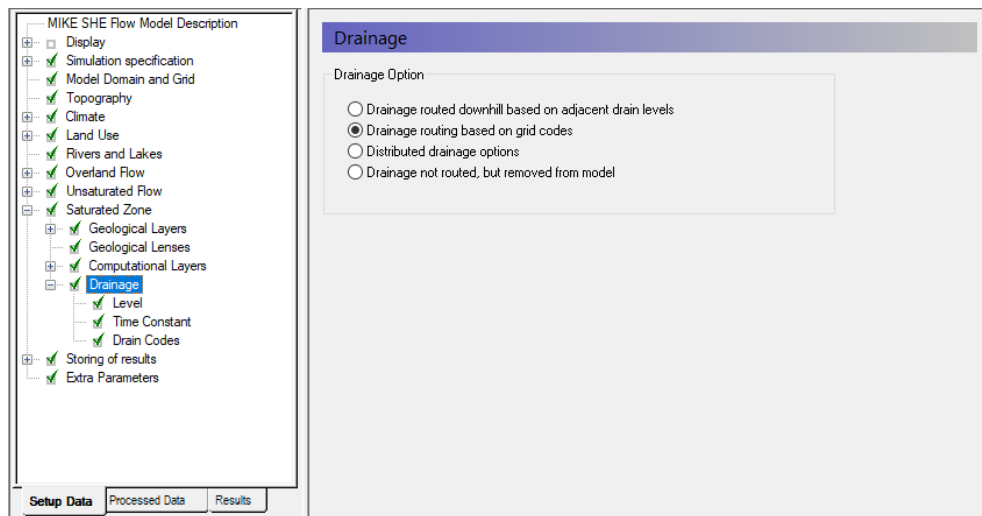 MIKE SHE Flow Model Description
Display
Simulation specification
Model Domain and Grid
Topography
Climate
Land Use
Rivers and Lakes
Overland Flow
Unsaturated Flow
Saturated Zone
Geological Layers
Geological Lenses
Computational Layers
Drainage
Level
Time Constant
Drain Codes
Storing of results
Extra Parameters
Setup Data
Processed Data
Results
Drainage
Drainage Option
Drainage routed downhill based on adjacent drain levels
Drainage routing based on grid codes
Distributed drainage options
Drainage not routed, but removed from model